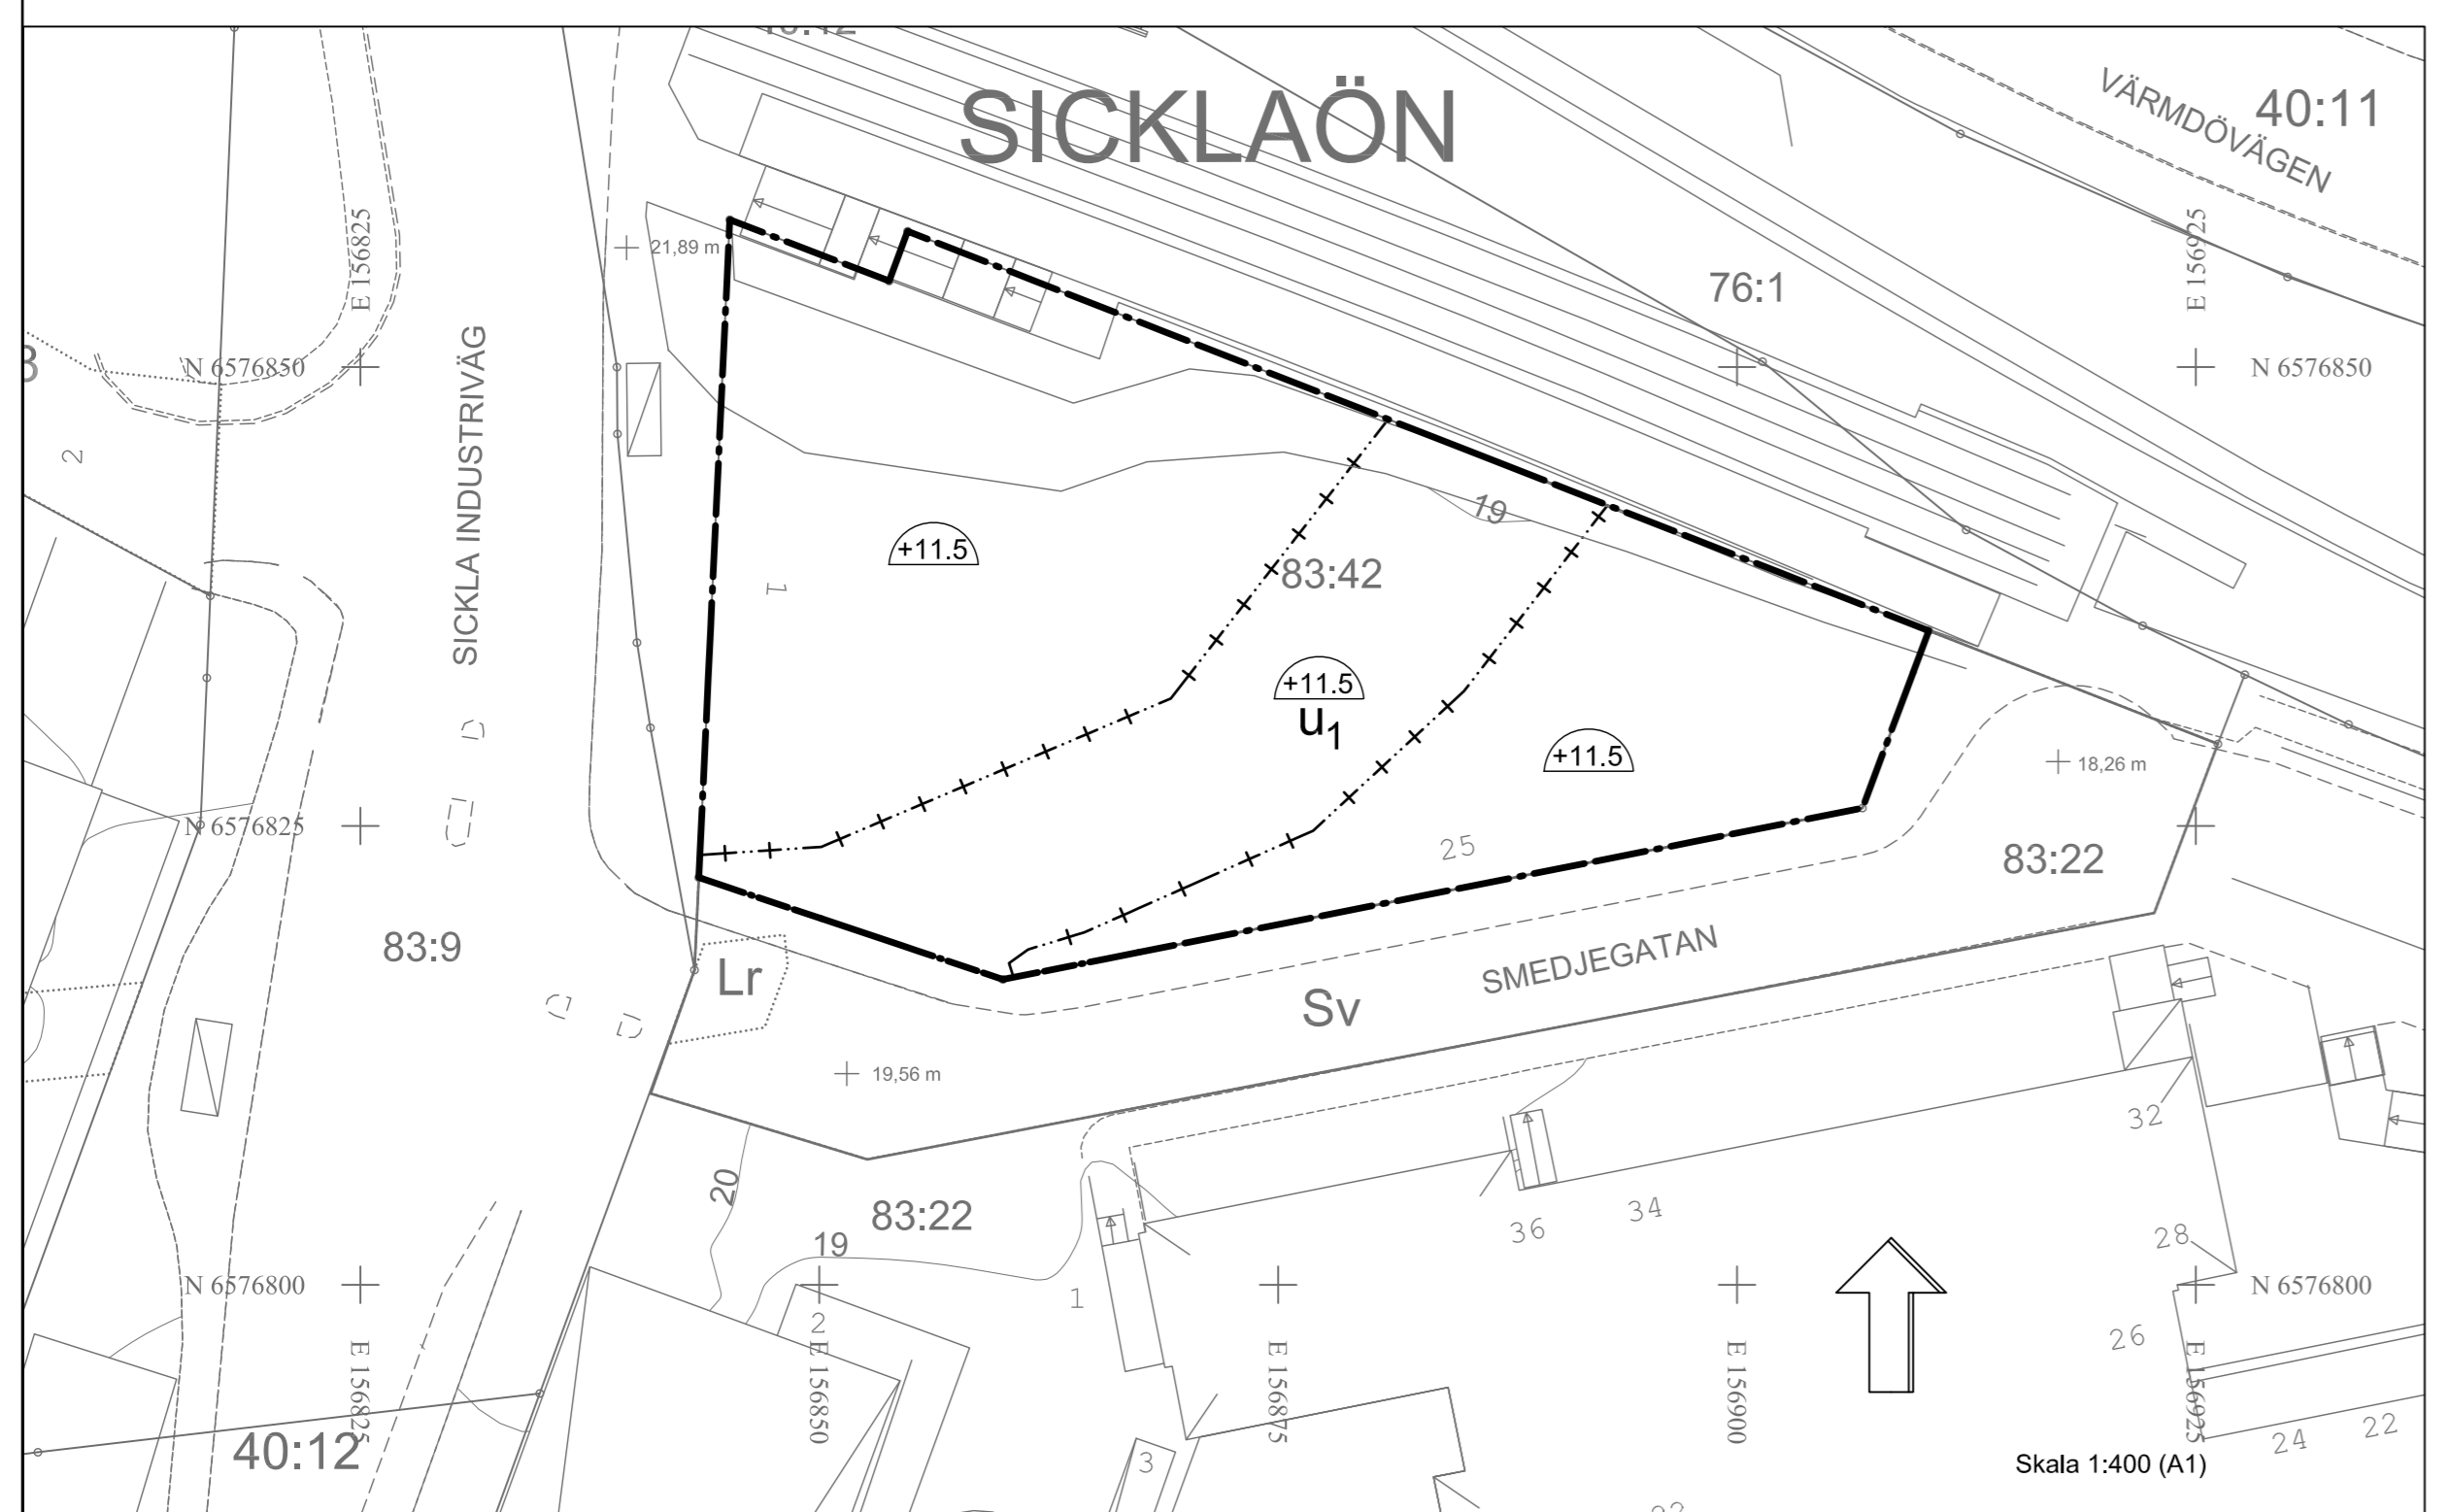 SICKLAÖN
VÄRMDÖVÄGEN
40:11
E 156825
21,89 m
76:1
E 156925
N 6576850
N 6576850
2
SICKLA INDUSTRIVÄG
19
+11.5
83:42
1
+11.5
u1
+11.5
18,26 m
N 6576825
25
83:22
83:9
Lr
Sv
SMEDJEGATAN
19,56 m
32
20
83:22
36
34
19
28
N 6576800
N 6576800
1
2
26
E 156825
E 156850
E 156875
E 156900
E 156925
40:12
3
24
22
Skala 1:400 (A1)